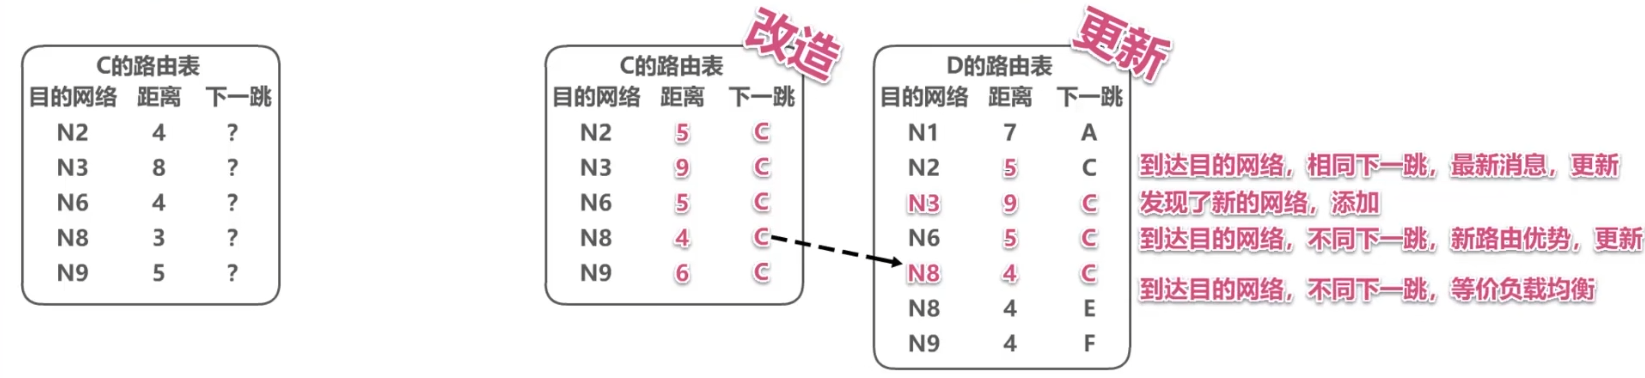 C的路由表
目的网络 距离 下一跳
N2 4 ?
N3 8 ?
N6 4 ?
N8 3 ?
N9 5 ?
改造
C的路由表
目的网络 距离 下一跳
N2 5 C
N3 9 C
N6 5 C
N8 4 C
N9 6 C
更新
D的路由表
目的网络 距离 下一跳
N1 7 A
N2 5 C
N3 9 C
N6 5 C
N8 4 C
N8 4 E
N9 4 F
到达目的网络，相同下一跳，最新消息，更新
发现了新的网络，添加
到达目的网络，不同下一跳，新路由优势，更新
到达目的网络，不同下一跳，等价负载均衡